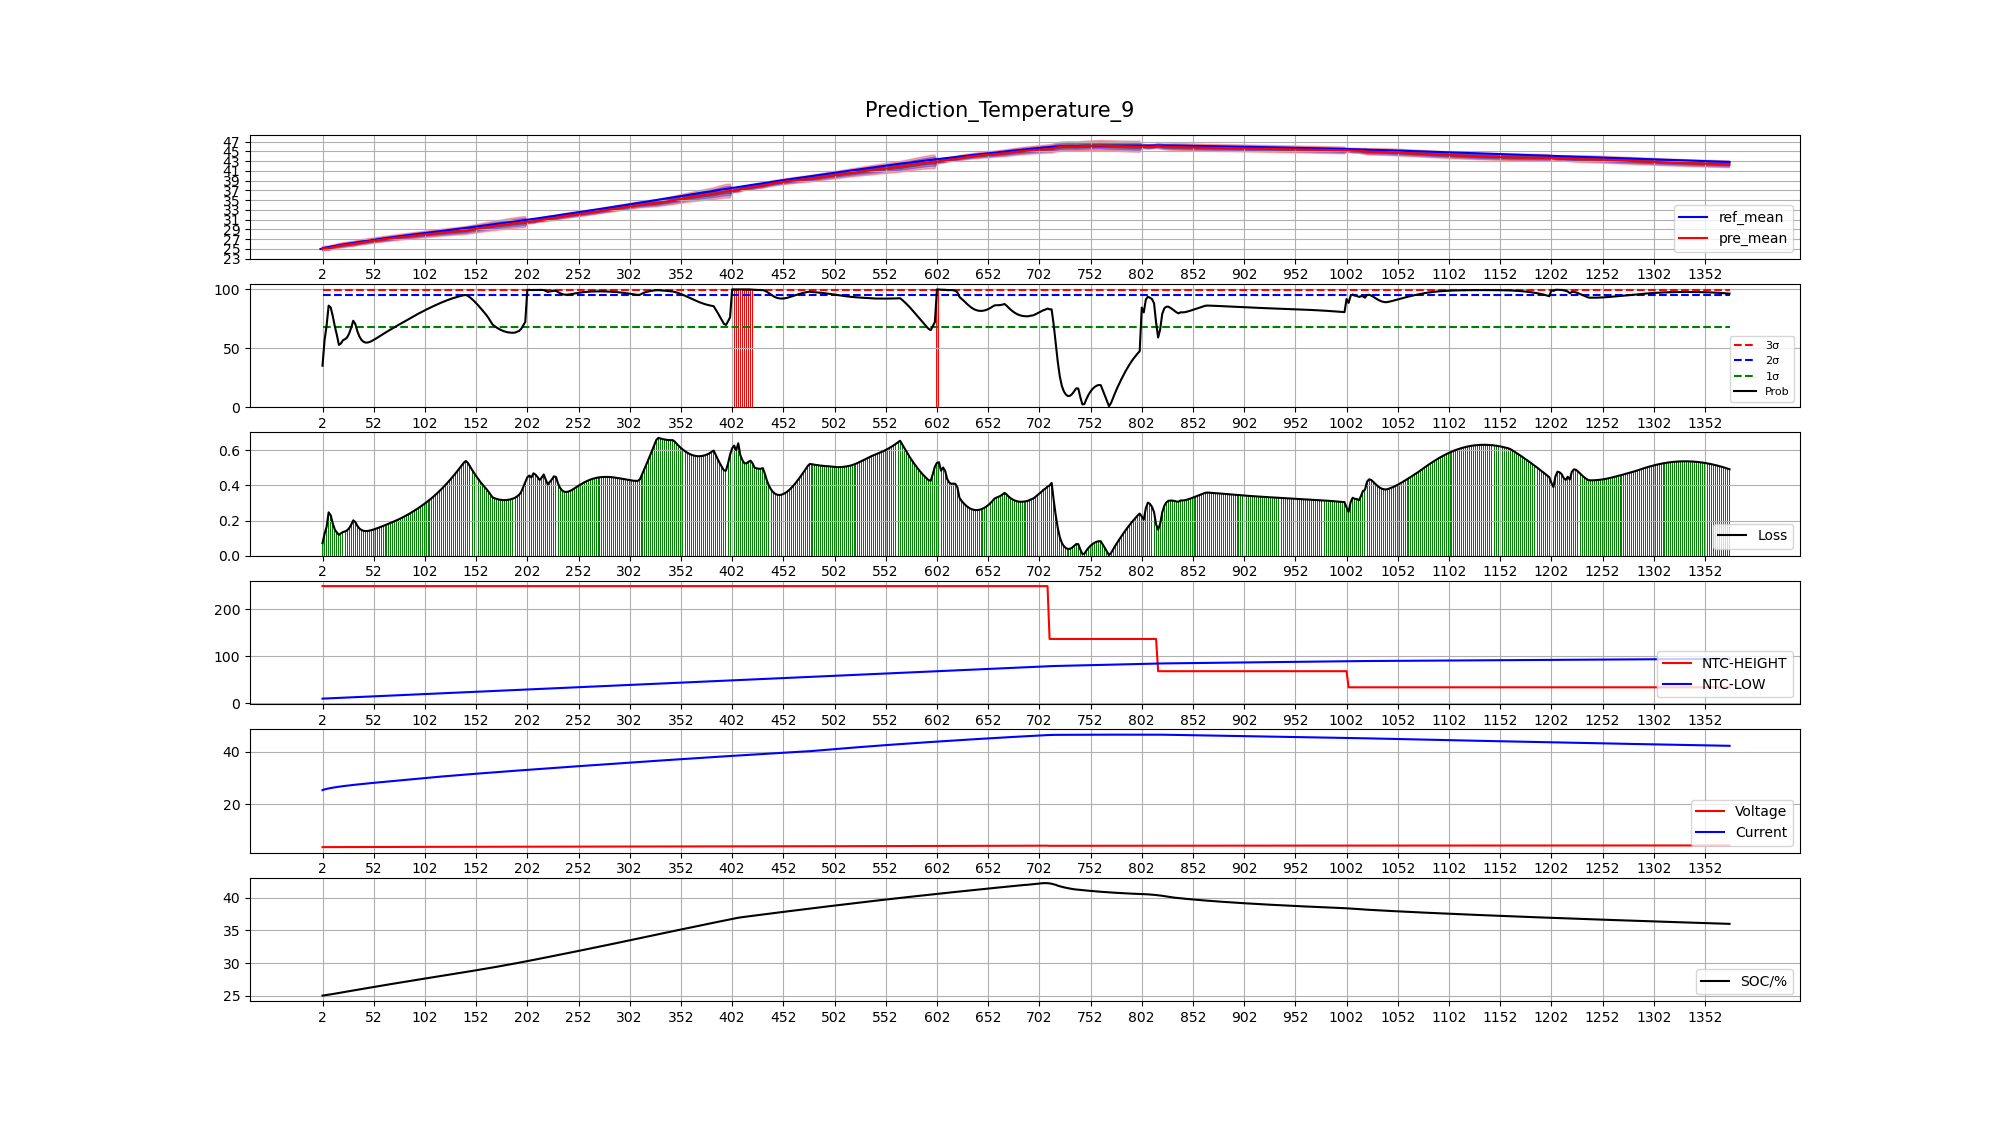 Prediction_Temperature_9
47
45
43
41
39
37
35
33
31
29
27
25
23
ref_mean
pre_mean
2 52 102 152 202 252 302 352 402 452 502 552 602 652 702 752 802 852 902 952 1002 1052 1102 1152 1202 1252 1302 1352
100
50
0
3σ
2σ
1σ
Prob
2 52 102 152 202 252 302 352 402 452 502 552 602 652 702 752 802 852 902 952 1002 1052 1102 1152 1202 1252 1302 1352
0.6
0.4
0.2
0.0
Loss
2 52 102 152 202 252 302 352 402 452 502 552 602 652 702 752 802 852 902 952 1002 1052 1102 1152 1202 1252 1302 1352
200
100
0
NTC-HEIGHT
NTC-LOW
2 52 102 152 202 252 302 352 402 452 502 552 602 652 702 752 802 852 902 952 1002 1052 1102 1152 1202 1252 1302 1352
40
20
Voltage
Current
2 52 102 152 202 252 302 352 402 452 502 552 602 652 702 752 802 852 902 952 1002 1052 1102 1152 1202 1252 1302 1352
40
35
30
25
SOC/%
2 52 102 152 202 252 302 352 402 452 502 552 602 652 702 752 802 852 902 952 1002 1052 1102 1152 1202 1252 1302 1352